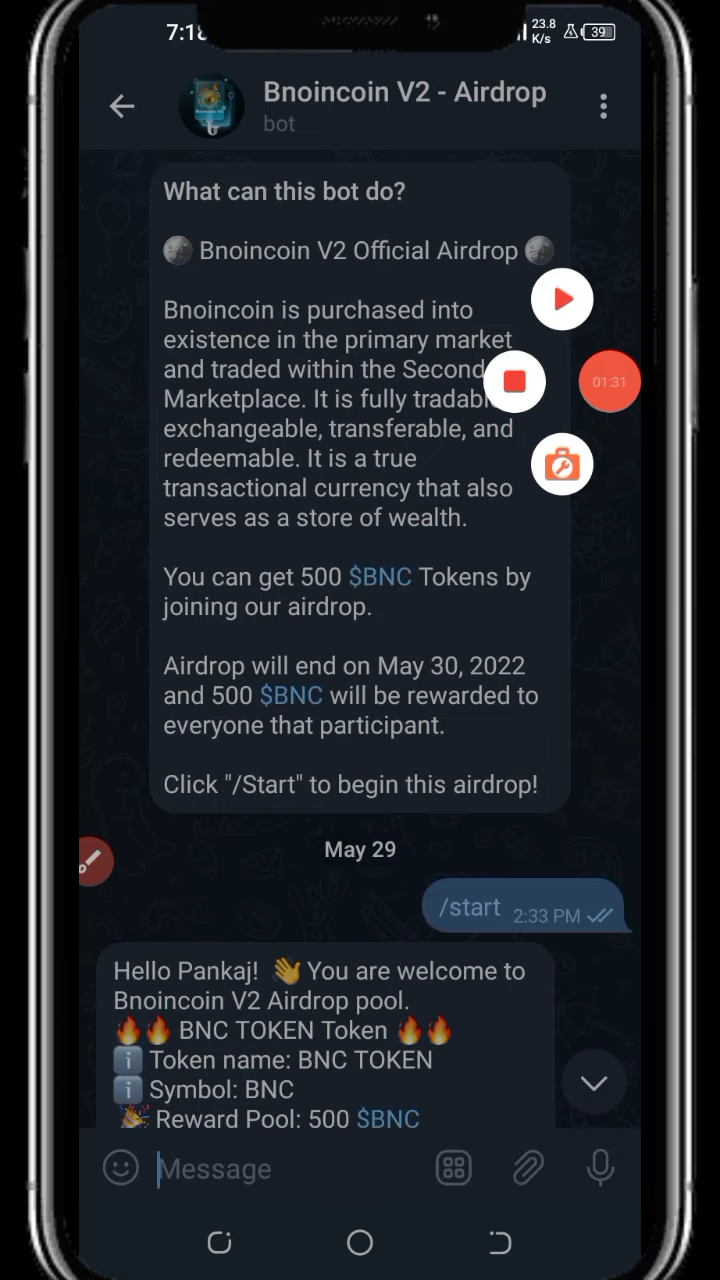 7:18
23.8
K/s
39
Bnoincoin V2 - Airdrop
bot
What can this bot do?
Bnoincoin V2 Official Airdrop
Bnoincoin is purchased into
existence in the primary market
and traded within the Second
Marketplace. It is fully
exchangeable, transferable, and
redeemable. It is a true
transactional currency that also
serves as a store of wealth.
01:31
You can get 500 $BNC Tokens by
joining our airdrop.
Airdrop will end on May 30, 2022
and 500 $BNC will be rewarded to
everyone that participant.
Click "/Start" to begin this airdrop!
May 29
/start 2:33 PM
Hello Pankaj! 👋 You are welcome to
Bnoincoin V2 Airdrop pool.
🔥🔥 BNC TOKEN Token 🔥🔥
ℹ️ Token name: BNC TOKEN
ℹ️ Symbol: BNC
🎉 Reward Pool: 500 $BNC
Message